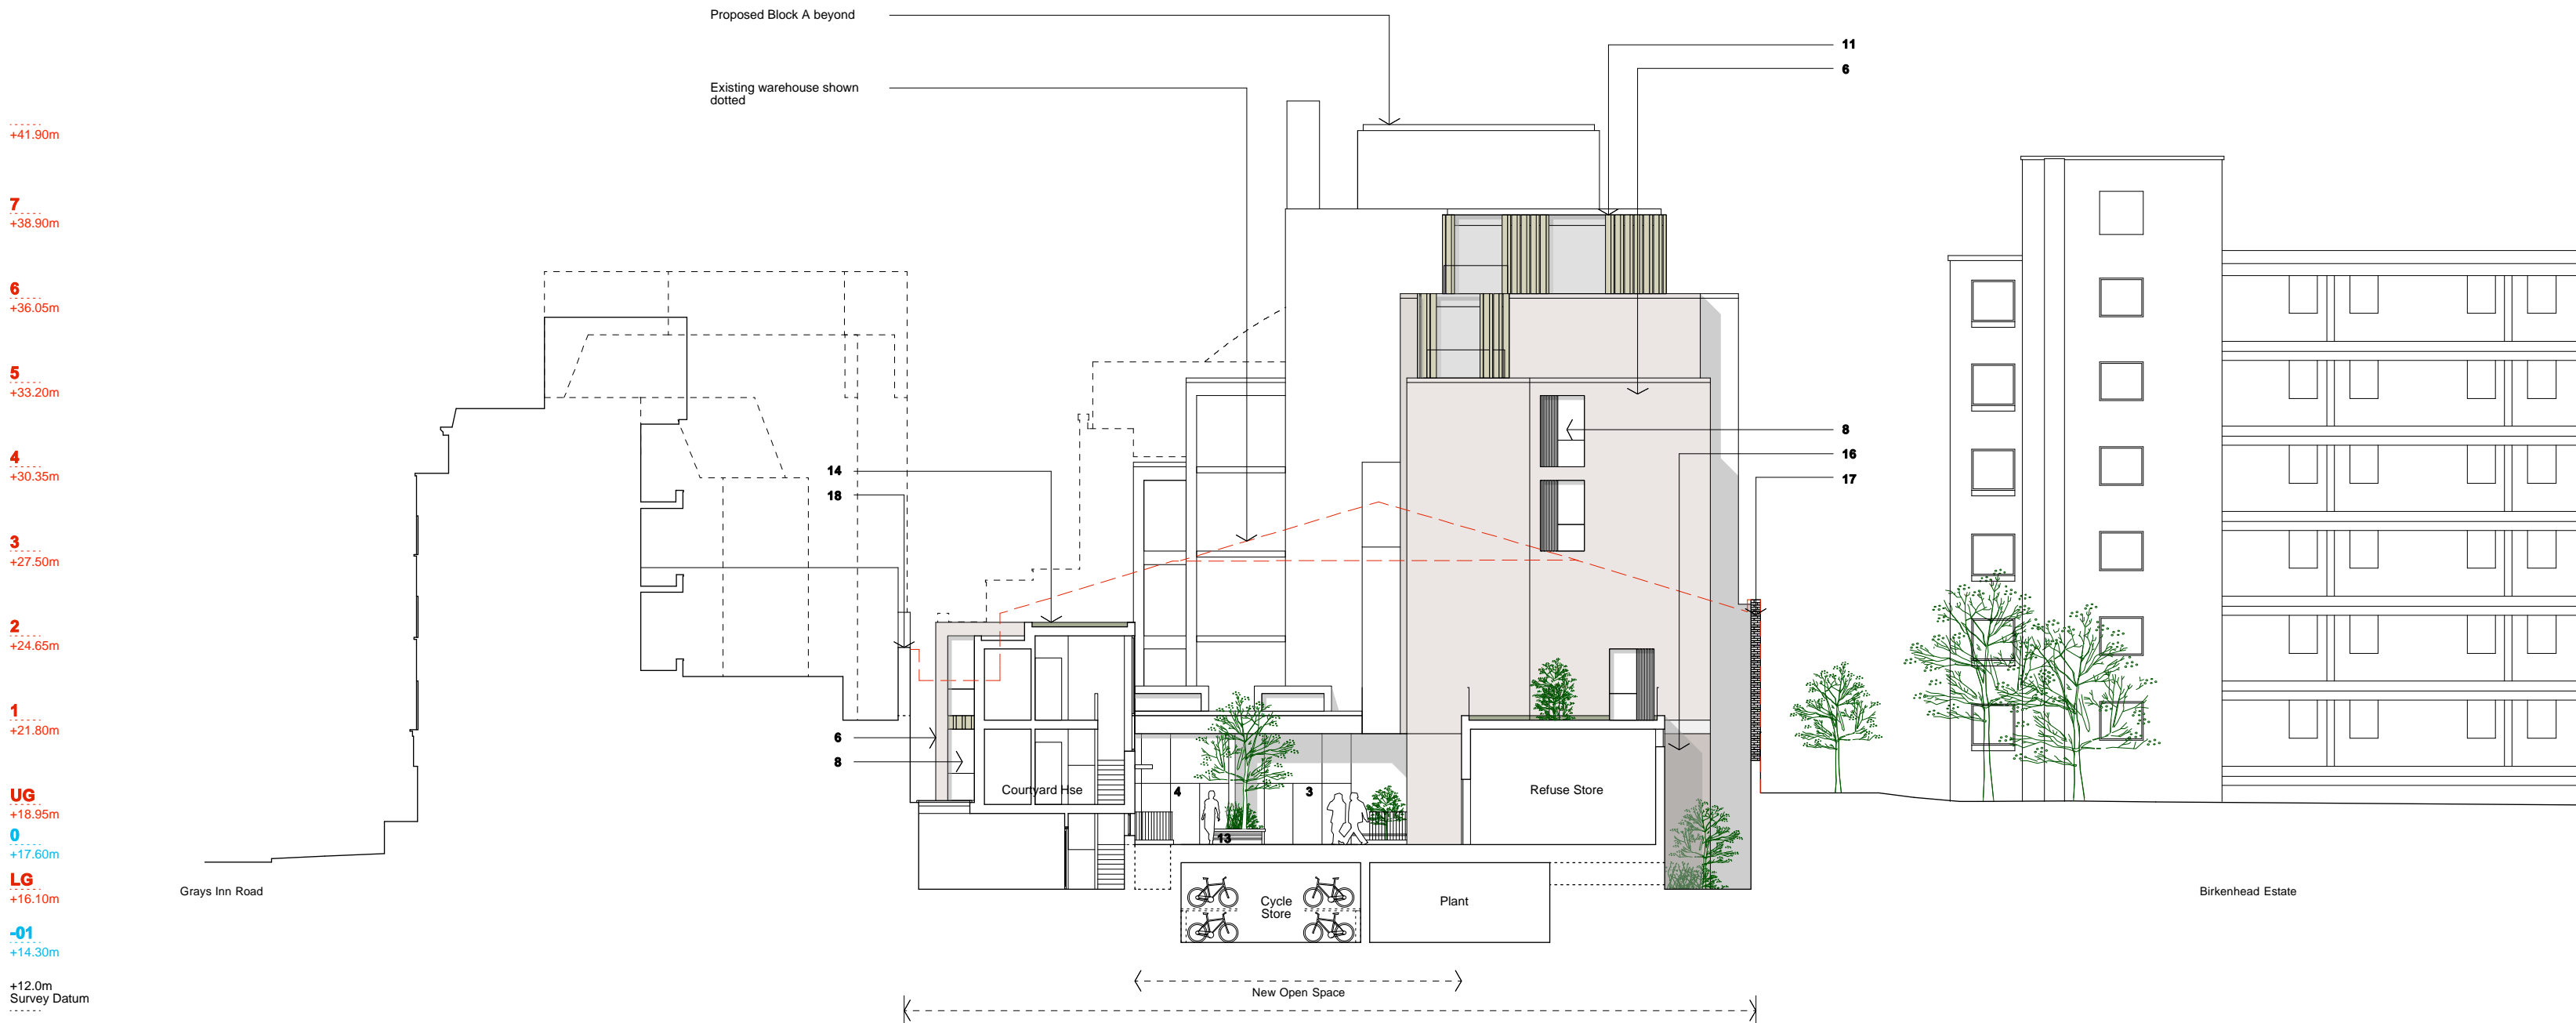 Proposed Block A beyond
Existing warehouse shown
dotted
11
6
+41.90m
7
+38.90m
6
+36.05m
5
+33.20m
4
+30.35m
3
+27.50m
2
+24.65m
1
+21.80m
UG
+18.95m
0
+17.60m
LG
+16.10m
-01
+14.30m
+12.0m
Survey Datum
14
18
8
16
17
6
8
Courtyard Hse
4
3
13
Refuse Store
Cycle
Store
Plant
Grays Inn Road
Birkenhead Estate
New Open Space